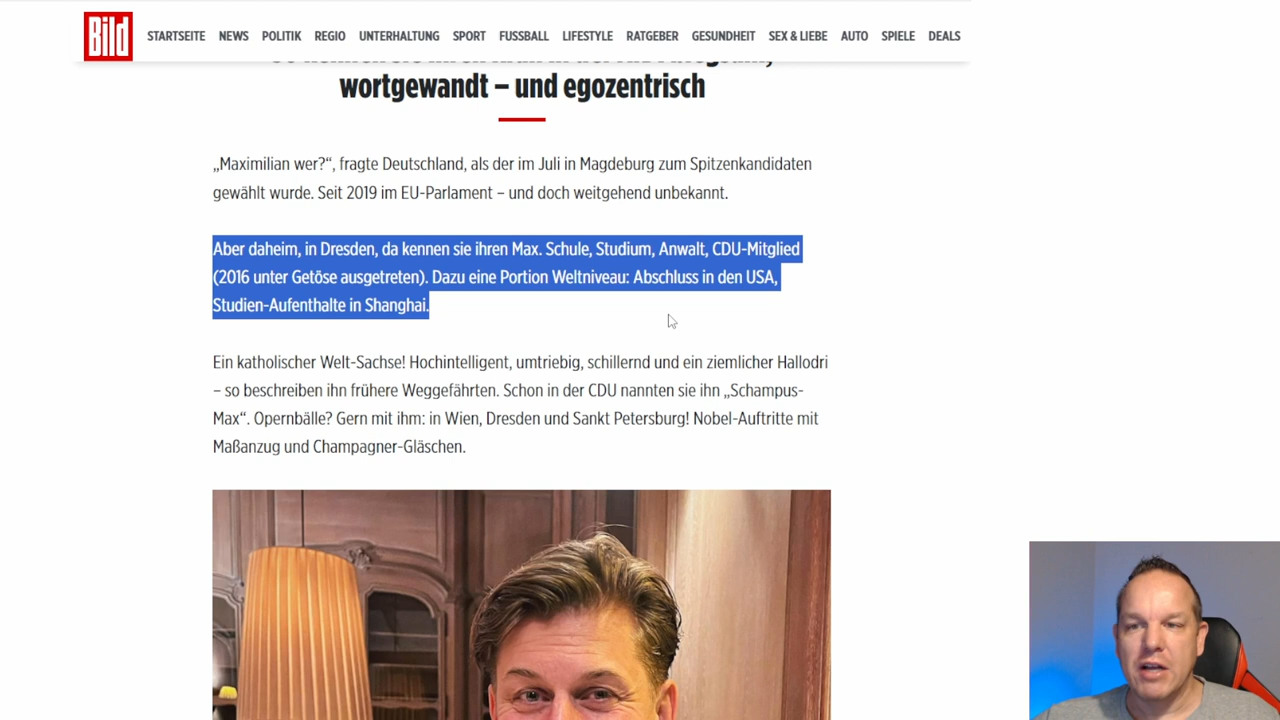 Bild
STARTSEITE NEWS POLITIK REGIO UNTERHALTUNG SPORT FUSSBALL LIFESTYLE RATGEBER GESUNDHEIT SEX & LIEBE AUTO SPIELE DEALS
wortgewandt – und egozentrisch
„Maximilian wer?“, fragte Deutschland, als der im Juli in Magdeburg zum Spitzenkandidaten
gewählt wurde. Seit 2019 im EU-Parlament – und doch weitgehend unbekannt.
Aber daheim, in Dresden, da kennen sie ihren Max. Schule, Studium, Anwalt, CDU-Mitglied
(2016 unter Getöse ausgetreten). Dazu eine Portion Weltniveau: Abschluss in den USA,
Studien-Aufenthalte in Shanghai.
Ein katholischer Welt-Sachse! Hochintelligent, umtriebig, schillernd und ein ziemlicher Hallodri
– so beschreiben ihn frühere Weggefährten. Schon in der CDU nannten sie ihn „Schampus-
Max“. Opernbälle? Gern mit ihm: in Wien, Dresden und Sankt Petersburg! Nobel-Auftritte mit
Maßanzug und Champagner-Gläschen.